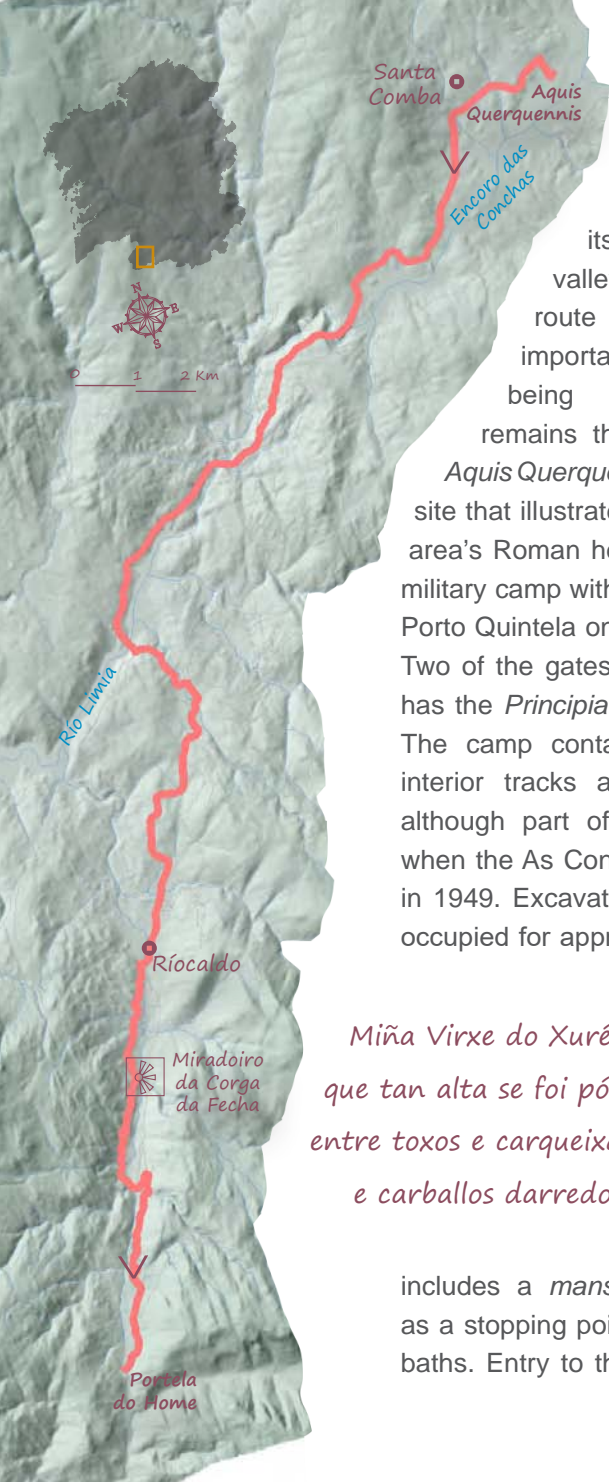 Santa
Comba
Aquis
Querquennis
Encoro das
Conchas
N
W E
S
0 1 2 Km
Río Limia
Ríocaldo
Miradoiro
da Corga
da Fecha
Portela
do Home
its
valle
route
importa
being
remains th
Aquis Querque
site that illustrate
area’s Roman he
military camp with
Porto Quintela on
Two of the gates
has the Principia
The camp conta
interior tracks a
although part of
when the As Con
in 1949. Excavat
occupied for appr
Miña Virxe do Xuré
que tan alta se foi pó
entre toxos e carqueixa
e carballos darredo
includes a mans
as a stopping poi
baths. Entry to th